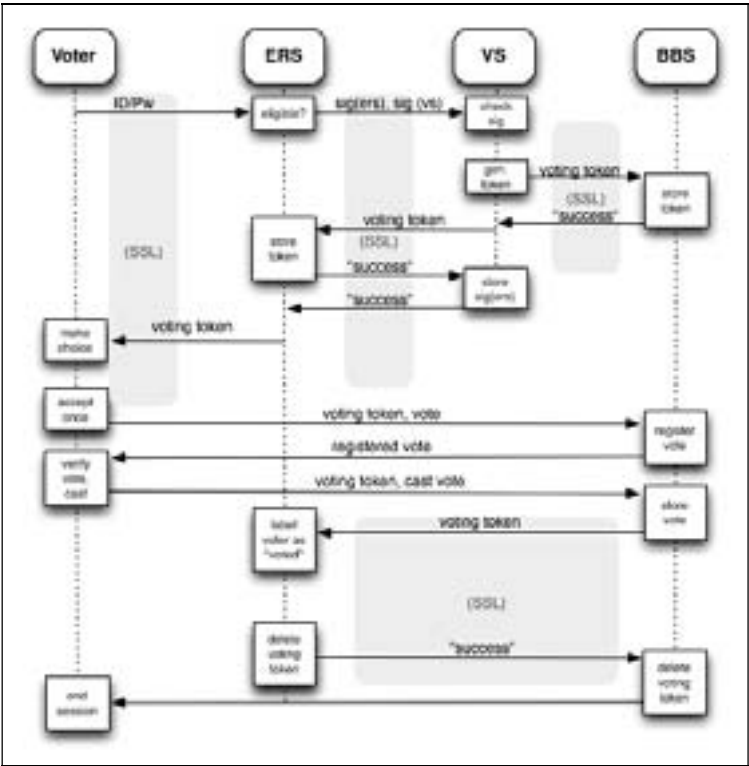 Voter
ERS
VS
BBS
ID/Pw
eligible?
sig(ers), sig (vs)
check
sig
gen.
token
voting token
store
token
(SSL)
"success"
voting token
store
token
(SSL)
(SSL)
"success"
store
sig(ers)
"success"
make
choice
voting token
accept
once
voting token, vote
register
vote
registered vote
verify
vote,
cast
voting token, cast vote
store
vote
label
voter as
"voted"
voting token
(SSL)
delete
voting
token
"success"
delete
voting
token
end
session